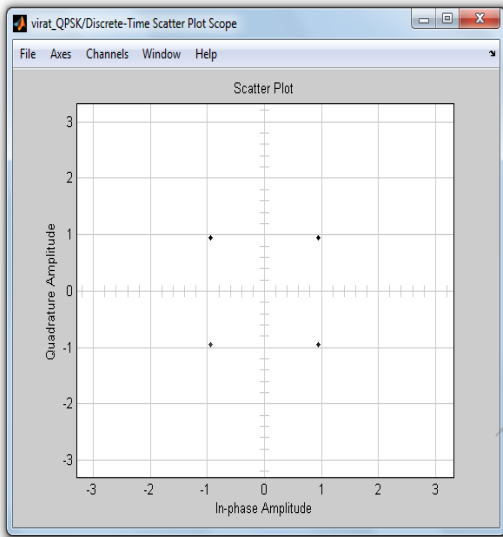 virat_QPSK/Discrete-Time Scatter Plot Scope
File Axes Channels Window Help
Scatter Plot
3
2
1
0
-1
-2
-3
Quadrature Amplitude
-3 -2 -1 0 1 2 3
In-phase Amplitude